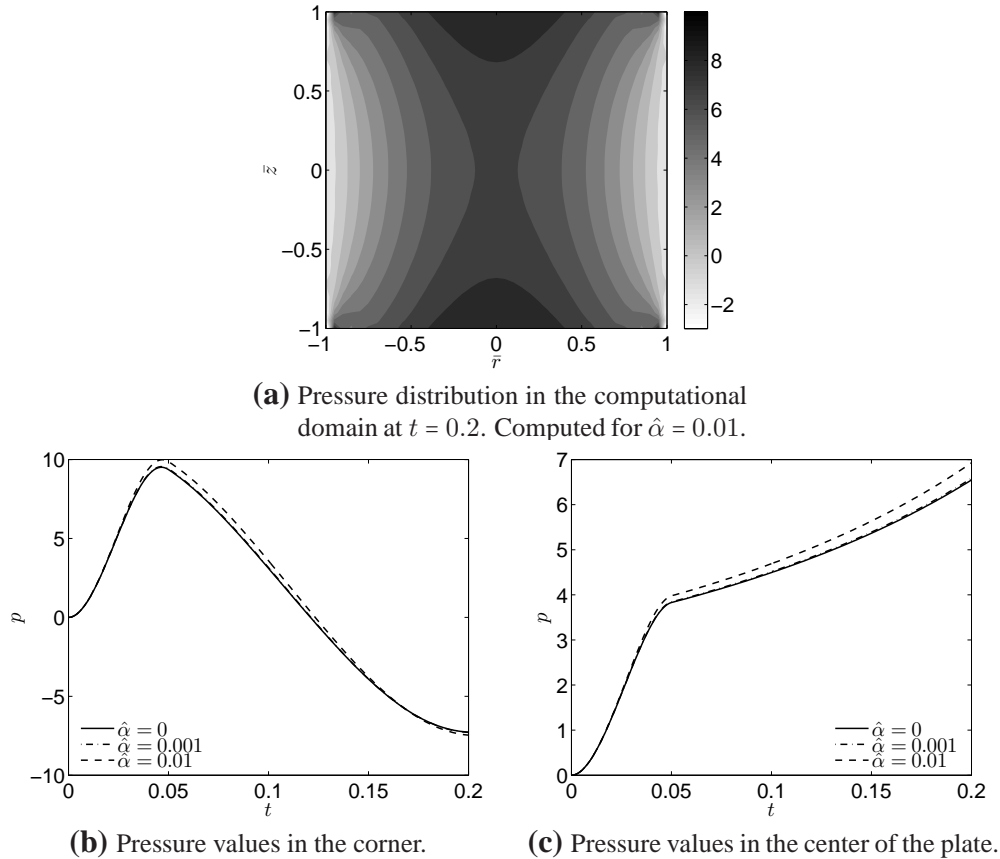 1
0.5
0
−0.5
−1
z̄
−1 −0.5 0 0.5 1
r̄
8
6
4
2
0
−2
(a) Pressure distribution in the computational
domain at t = 0.2. Computed for α̂ = 0.01.
10
5
0
−5
−10
p
α̂ = 0
α̂ = 0.001
α̂ = 0.01
0 0.05 0.1 0.15 0.2
t
(b) Pressure values in the corner.
7
6
5
4
3
2
1
0
p
α̂ = 0
α̂ = 0.001
α̂ = 0.01
0 0.05 0.1 0.15 0.2
t
(c) Pressure values in the center of the plate.